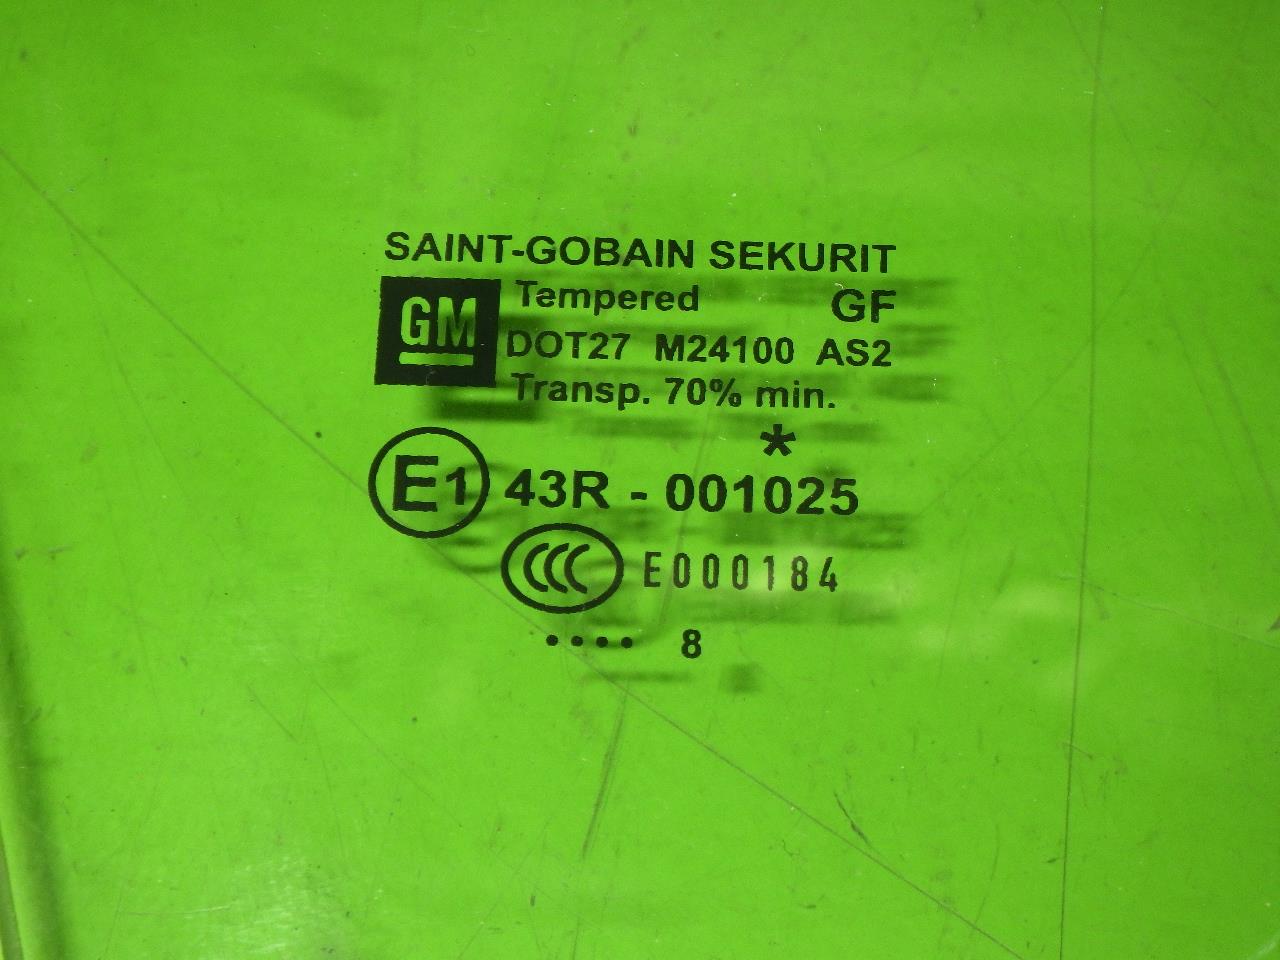 SAINT-GOBAIN SEKURIT
GM Tempered GF
DOT27 M24100 AS2
Transp. 70% min.
*
E1 43R - 001025
CCC E000184
.... 8